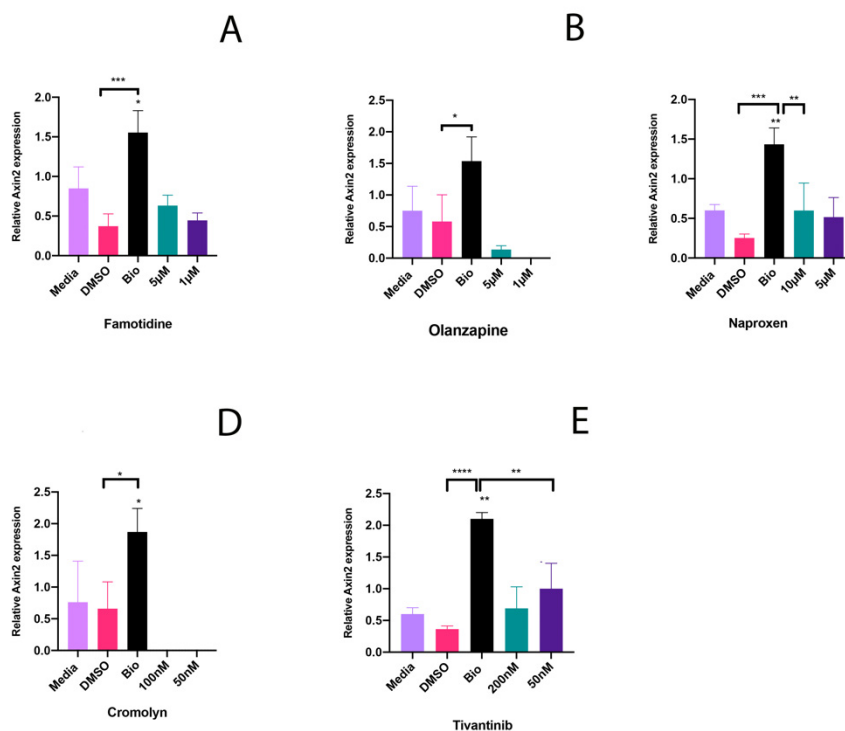 A
B
***
*
Relative Axin2 expression
2.0
1.5
1.0
0.5
0.0
Media
DMSO
Bio
5µM
1µM
Famotidine
*
Relative Axin2 expression
2.5
2.0
1.5
1.0
0.5
0.0
Media
DMSO
Bio
5µM
1µM
Olanzapine
*** **
**
Relative Axin2 expression
2.0
1.5
1.0
0.5
0.0
Media
DMSO
Bio
10µM
5µM
Naproxen
D
E
*
*
Relative Axin2 expression
2.5
2.0
1.5
1.0
0.5
0.0
Media
DMSO
Bio
100nM
50nM
Cromolyn
**** **
**
Relative Axin2 expression
2.5
2.0
1.5
1.0
0.5
0.0
Media
DMSO
Bio
200nM
50nM
Tivantinib